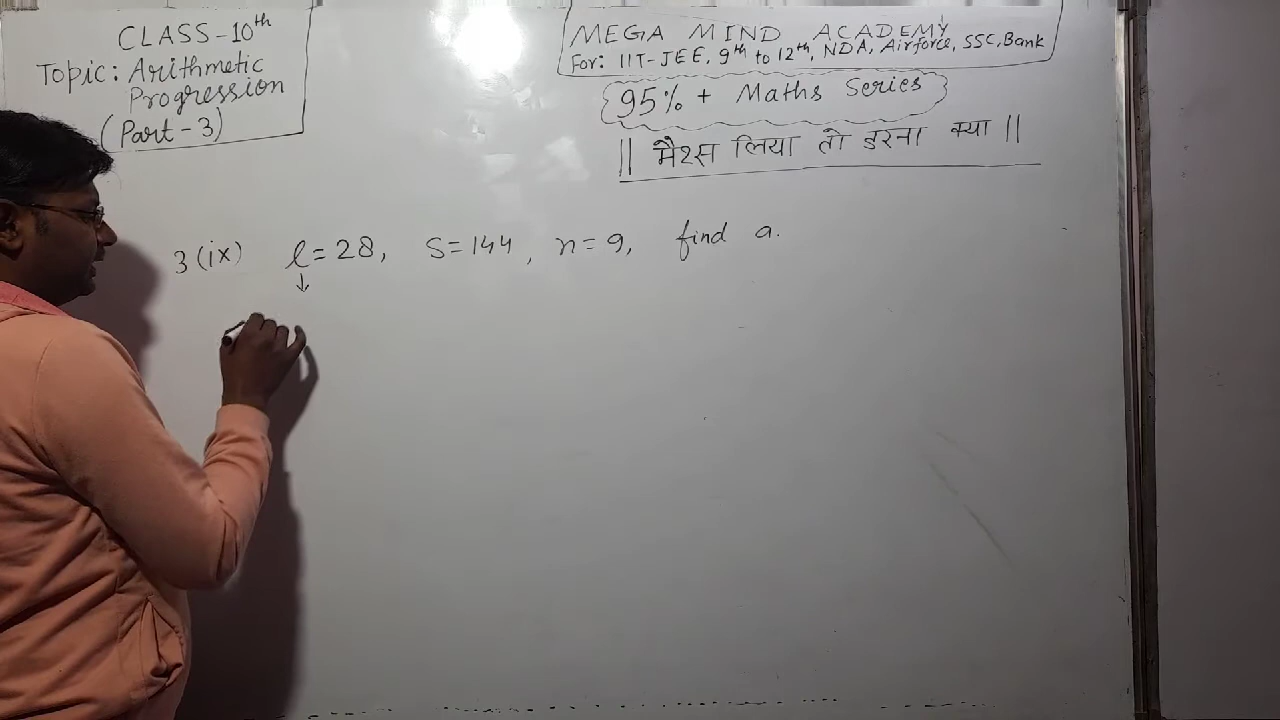 CLASS-10th
Topic: Arithmetic
Progression
(Part-3)
MEGA MIND ACADEMY
For: IIT-JEE, 9th to 12th, NDA, Airforce, SSC, Bank
95% + Maths Series
|| मैथ्स लिया तो डरना क्या ||
3(ix) l=28, S=144, n=9, find a.